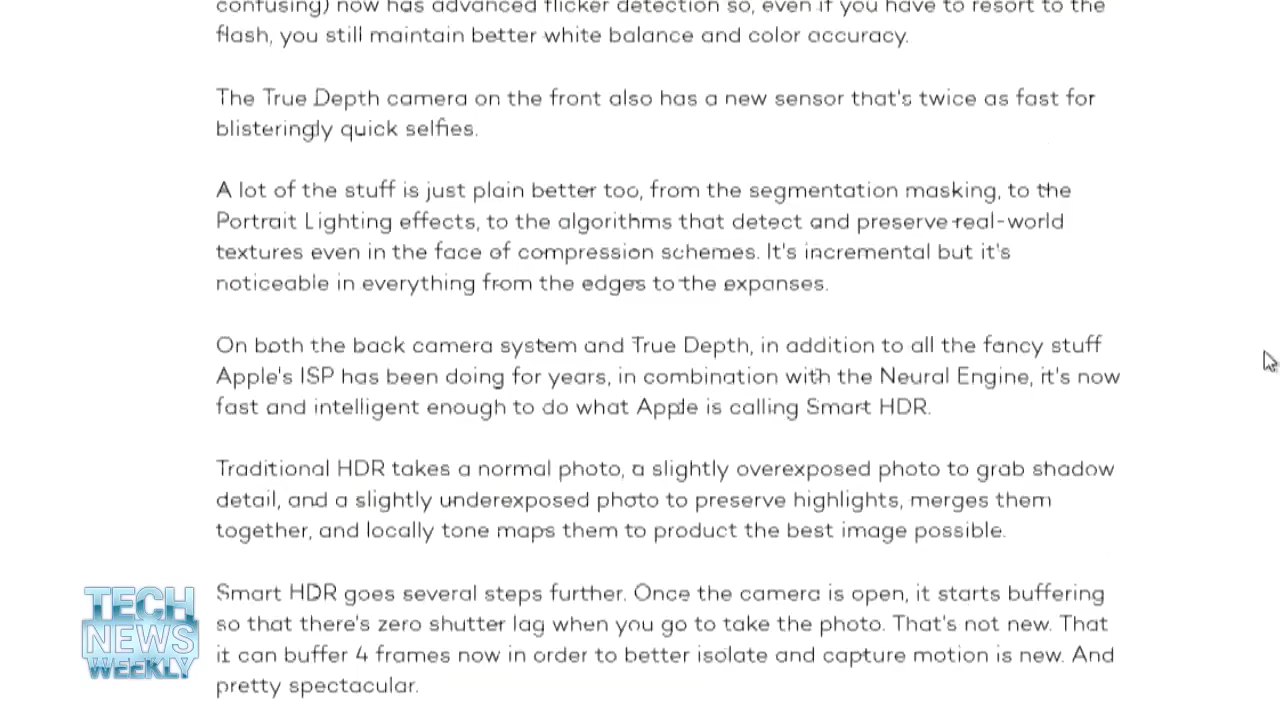 confusing) now has advanced flicker detection so, even if you have to resort to the
flash, you still maintain better white balance and color accuracy.
The True Depth camera on the front also has a new sensor that's twice as fast for
blisteringly quick selfies.
A lot of the stuff is just plain better too, from the segmentation masking, to the
Portrait Lighting effects, to the algorithms that detect and preserve real-world
textures even in the face of compression schemes. It's incremental but it's
noticeable in everything from the edges to the expanses.
On both the back camera system and True Depth, in addition to all the fancy stuff
Apple's ISP has been doing for years, in combination with the Neural Engine, it's now
fast and intelligent enough to do what Apple is calling Smart HDR.
Traditional HDR takes a normal photo, a slightly overexposed photo to grab shadow
detail, and a slightly underexposed photo to preserve highlights, merges them
together, and locally tone maps them to product the best image possible.
Smart HDR goes several steps further. Once the camera is open, it starts buffering
so that there's zero shutter lag when you go to take the photo. That's not new. That
it can buffer 4 frames now in order to better isolate and capture motion is new. And
pretty spectacular.
TECH
NEWS
WEEKLY